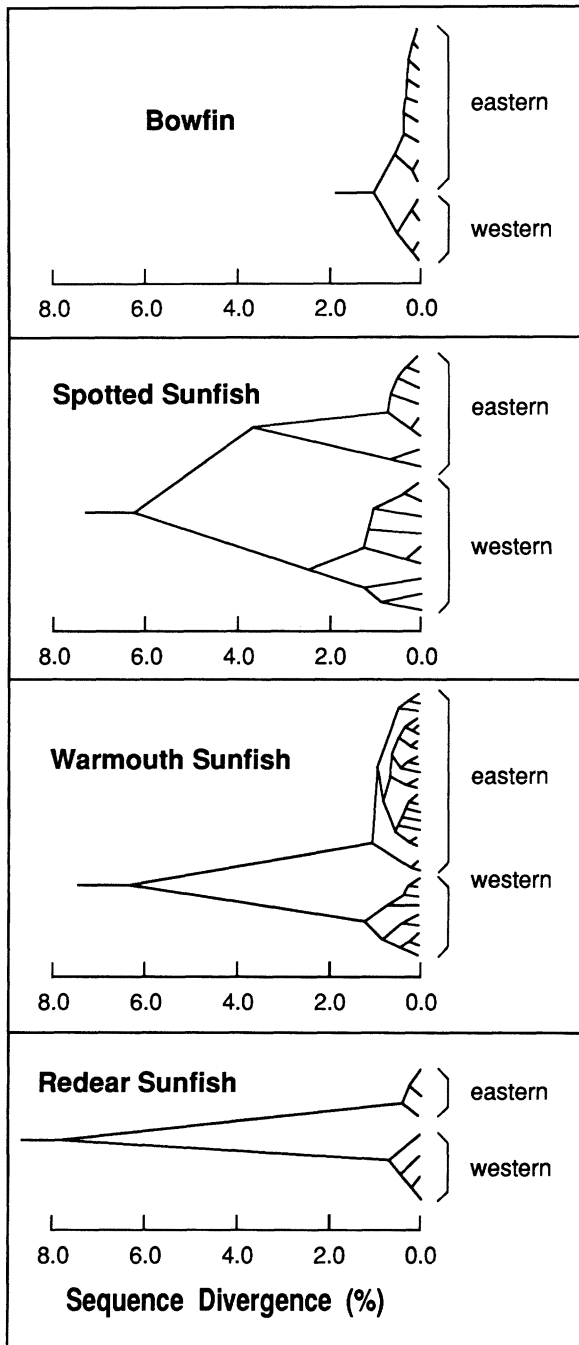 Bowfin
eastern
western
8.0 6.0 4.0 2.0 0.0
Spotted Sunfish
eastern
western
8.0 6.0 4.0 2.0 0.0
Warmouth Sunfish
eastern
western
8.0 6.0 4.0 2.0 0.0
Redear Sunfish
eastern
western
8.0 6.0 4.0 2.0 0.0
Sequence Divergence (%)